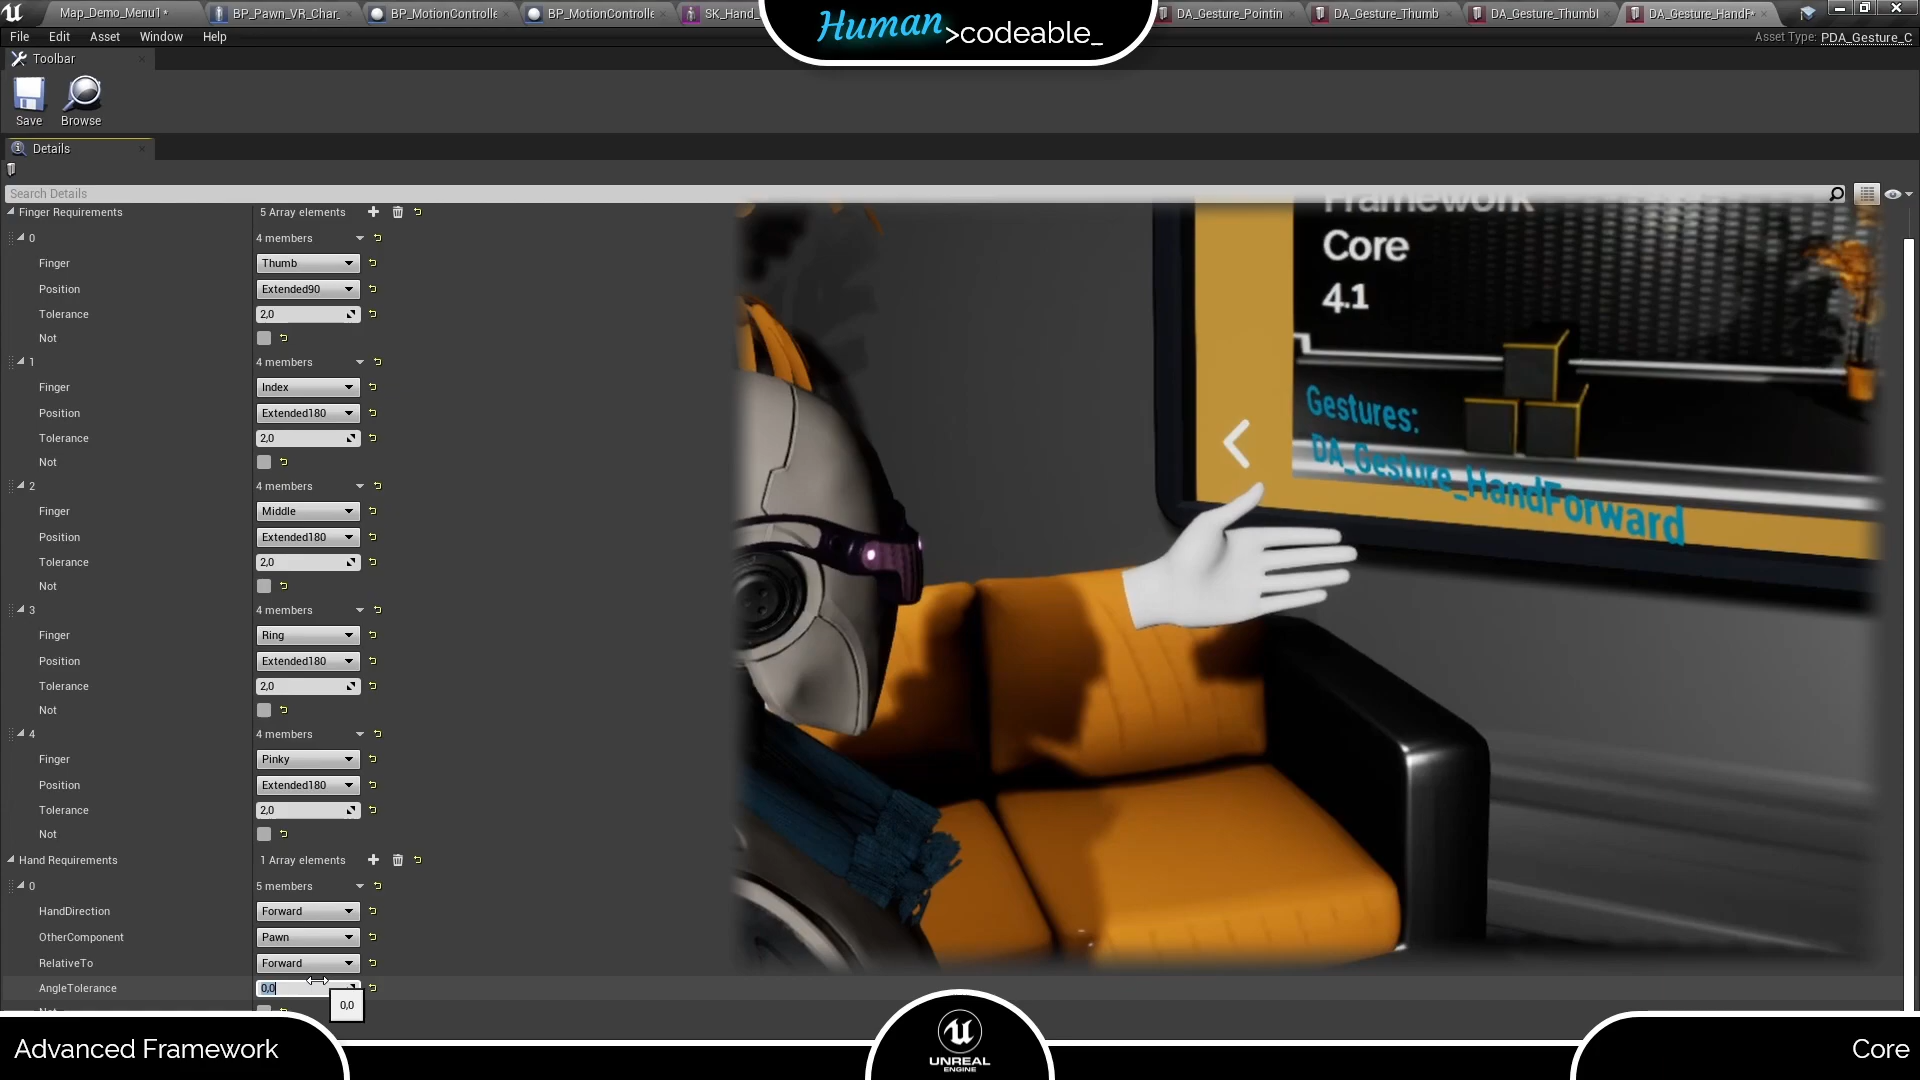 Map_Demo_Menu1*
BP_Pawn_VR_Char_
BP_MotionControlle
BP_MotionControlle
SK_Hand_
DA_Gesture_Pointin
DA_Gesture_Thumb
DA_Gesture_ThumbI
DA_Gesture_HandF*
Human >codeable_
File Edit Asset Window Help
Asset Type: PDA_Gesture_C
Toolbar
Save Browse
Details
Search Details
Finger Requirements 5 Array elements
0 4 members
Finger Thumb
Position Extended90
Tolerance 2,0
Not
1 4 members
Finger Index
Position Extended180
Tolerance 2,0
Not
2 4 members
Finger Middle
Position Extended180
Tolerance 2,0
Not
3 4 members
Finger Ring
Position Extended180
Tolerance 2,0
Not
4 4 members
Finger Pinky
Position Extended180
Tolerance 2,0
Not
Hand Requirements 1 Array elements
0 5 members
HandDirection Forward
OtherComponent Pawn
RelativeTo Forward
AngleTolerance 0,0
0,0
Framework
Core
4.1
Gestures:
DA_Gesture_HandForward
Advanced Framework
UNREAL
ENGINE
Core